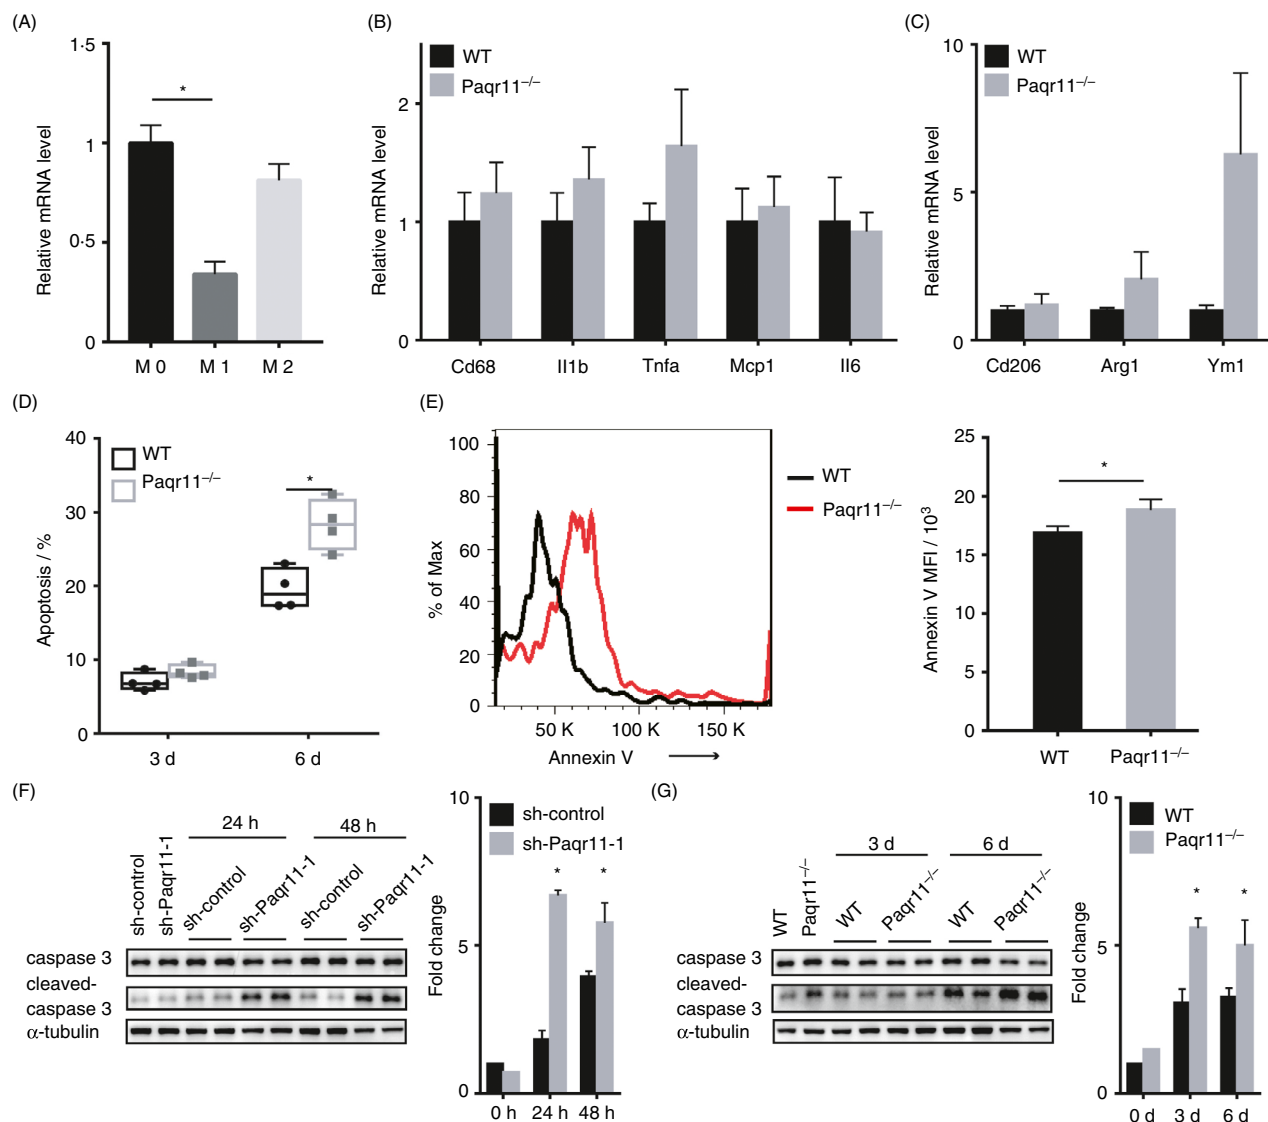 (A)
Relative mRNA level
1·5
1
0·5
0
*
M 0
M 1
M 2
(B)
Relative mRNA level
2
1
0
WT
Paqr11−/−
Cd68
Il1b
Tnfa
Mcp1
Il6
(C)
Relative mRNA level
10
5
0
WT
Paqr11−/−
Cd206
Arg1
Ym1
(D)
Apoptosis / %
40
30
20
10
0
WT
Paqr11−/−
*
3 d
6 d
(E)
% of Max
100
80
60
40
20
0
50 K
100 K
150 K
Annexin V
WT
Paqr11−/−
Annexin V MFI / 10³
25
20
15
10
5
0
*
WT
Paqr11−/−
(F)
24 h
48 h
sh-control
sh-Paqr11-1
sh-control
sh-Paqr11-1
sh-control
sh-Paqr11-1
caspase 3
cleaved-
caspase 3
α-tubulin
Fold change
10
5
0
sh-control
sh-Paqr11-1
*
*
0 h
24 h
48 h
(G)
3 d
6 d
WT
Paqr11−/−
WT
Paqr11−/−
WT
Paqr11−/−
caspase 3
cleaved-
caspase 3
α-tubulin
Fold change
10
5
0
WT
Paqr11−/−
*
*
0 d
3 d
6 d